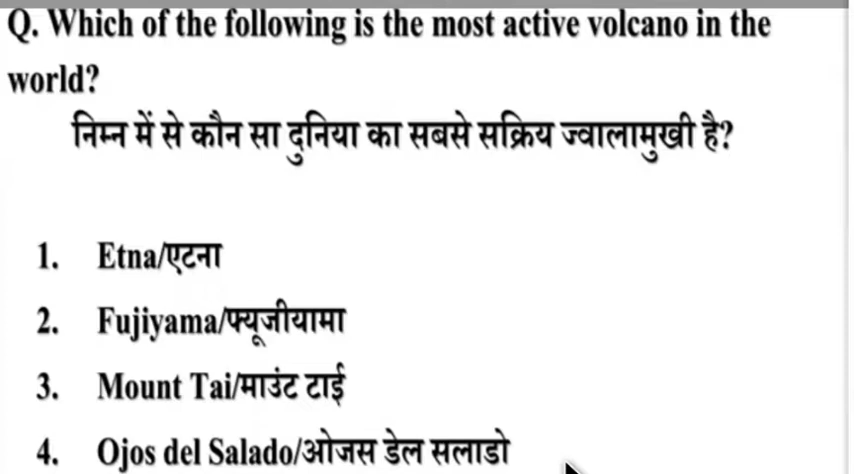 Q. Which of the following is the most active volcano in the
world?
निम्न में से कौन सा दुनिया का सबसे सक्रिय ज्वालामुखी है?
1. Etna/एटना
2. Fujiyama/फ्यूजीयामा
3. Mount Tai/माउंट टाई
4. Ojos del Salado/ओजस डेल सलाडो